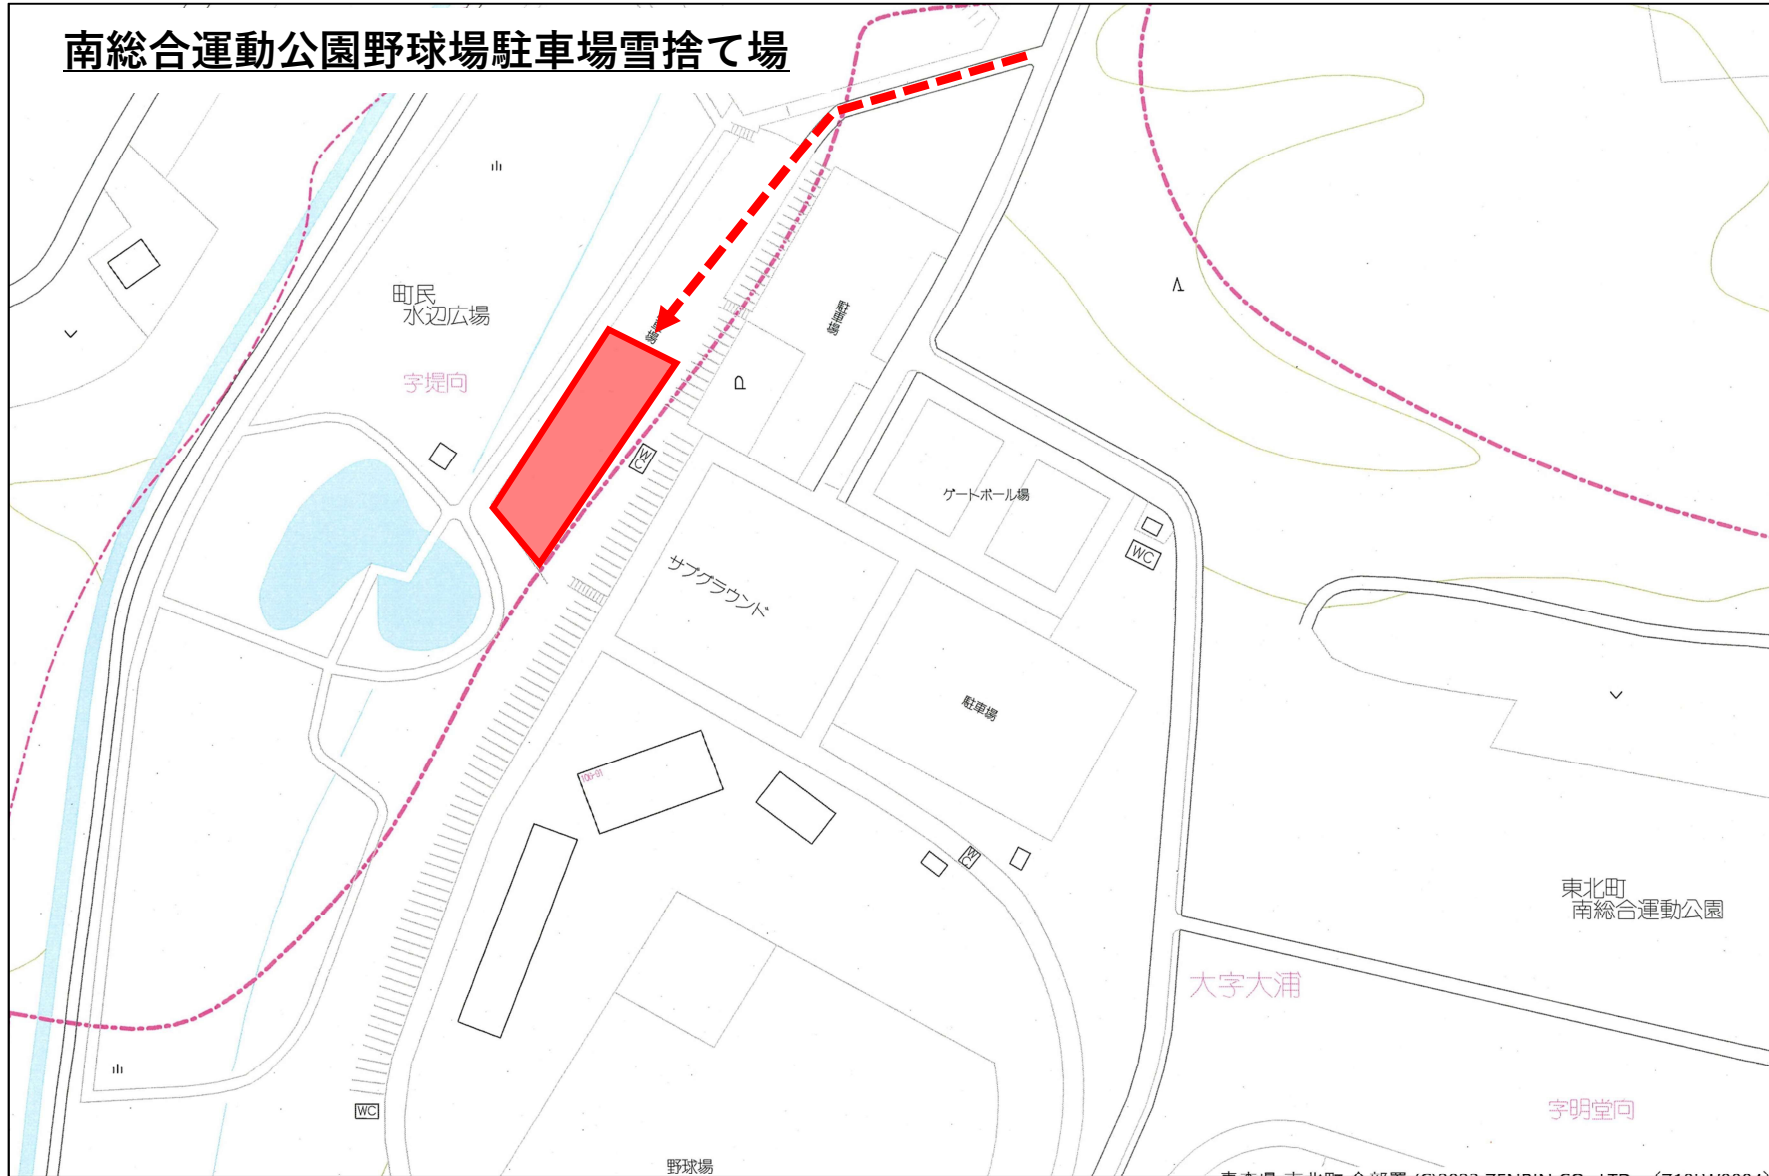 南総合運動公園野球場駐車場雪捨て場
町民
水辺広場
字堤向
駐車場
P
WC
ゲートボール場
WC
サブグラウンド
駐車場
106-01
WC
東北町
南総合運動公園
大字大浦
字明堂向
WC
野球場